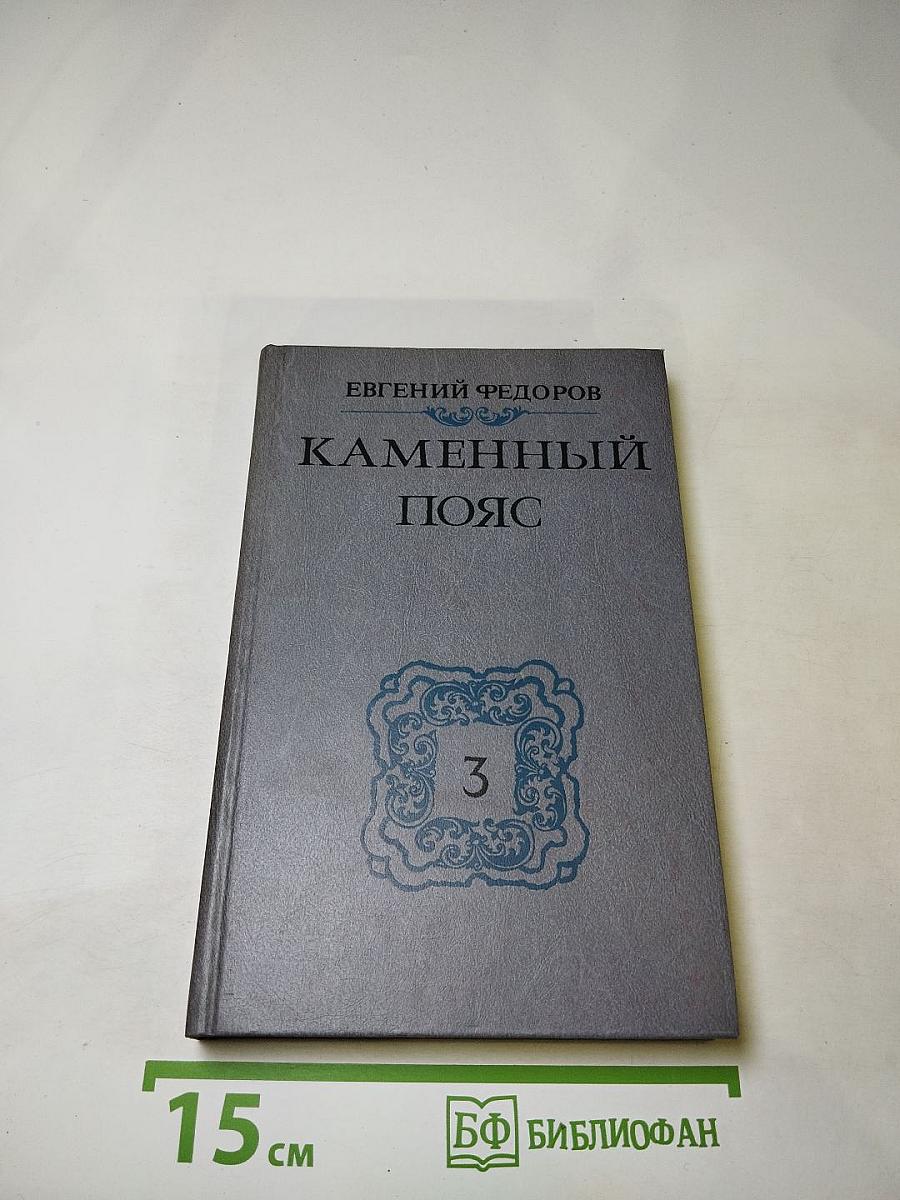 ЕВГЕНИЙ ФЕДОРОВ
КАМЕННЫЙ
ПОЯС
3
15 см
БФ БИБЛИОФАН